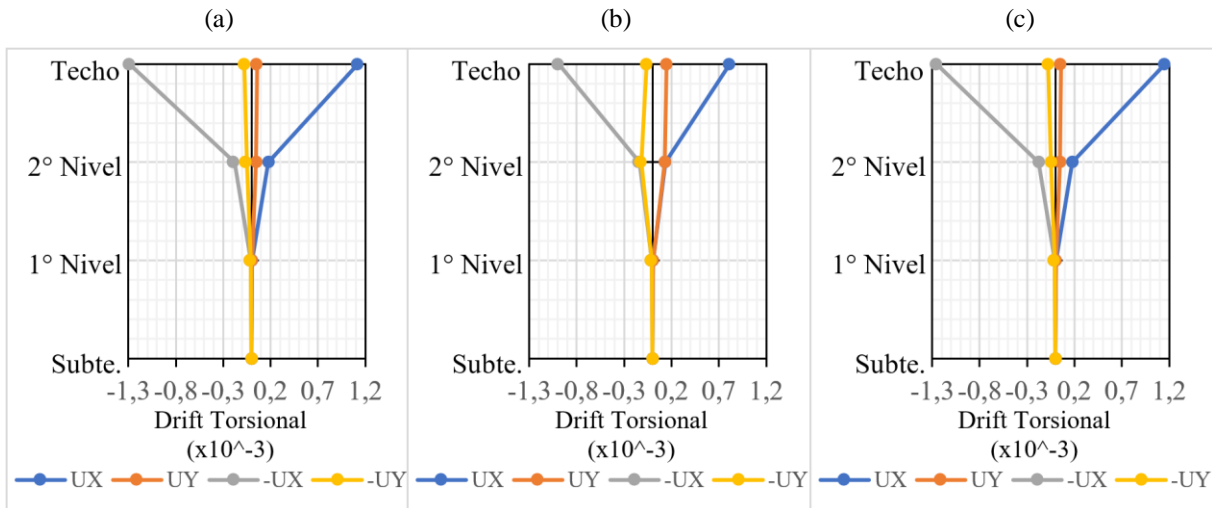 (a) (b) (c)
Techo
2° Nivel
1° Nivel
Subte.
-1,3 -0,8 -0,3 0,2 0,7 1,2
Drift Torsional
(x10^-3)
UX UY -UX -UY
Techo
2° Nivel
1° Nivel
Subte.
-1,3 -0,8 -0,3 0,2 0,7 1,2
Drift Torsional
(x10^-3)
UX UY -UX -UY
Techo
2° Nivel
1° Nivel
Subte.
-1,3 -0,8 -0,3 0,2 0,7 1,2
Drift Torsional
(x10^-3)
UX UY -UX -UY